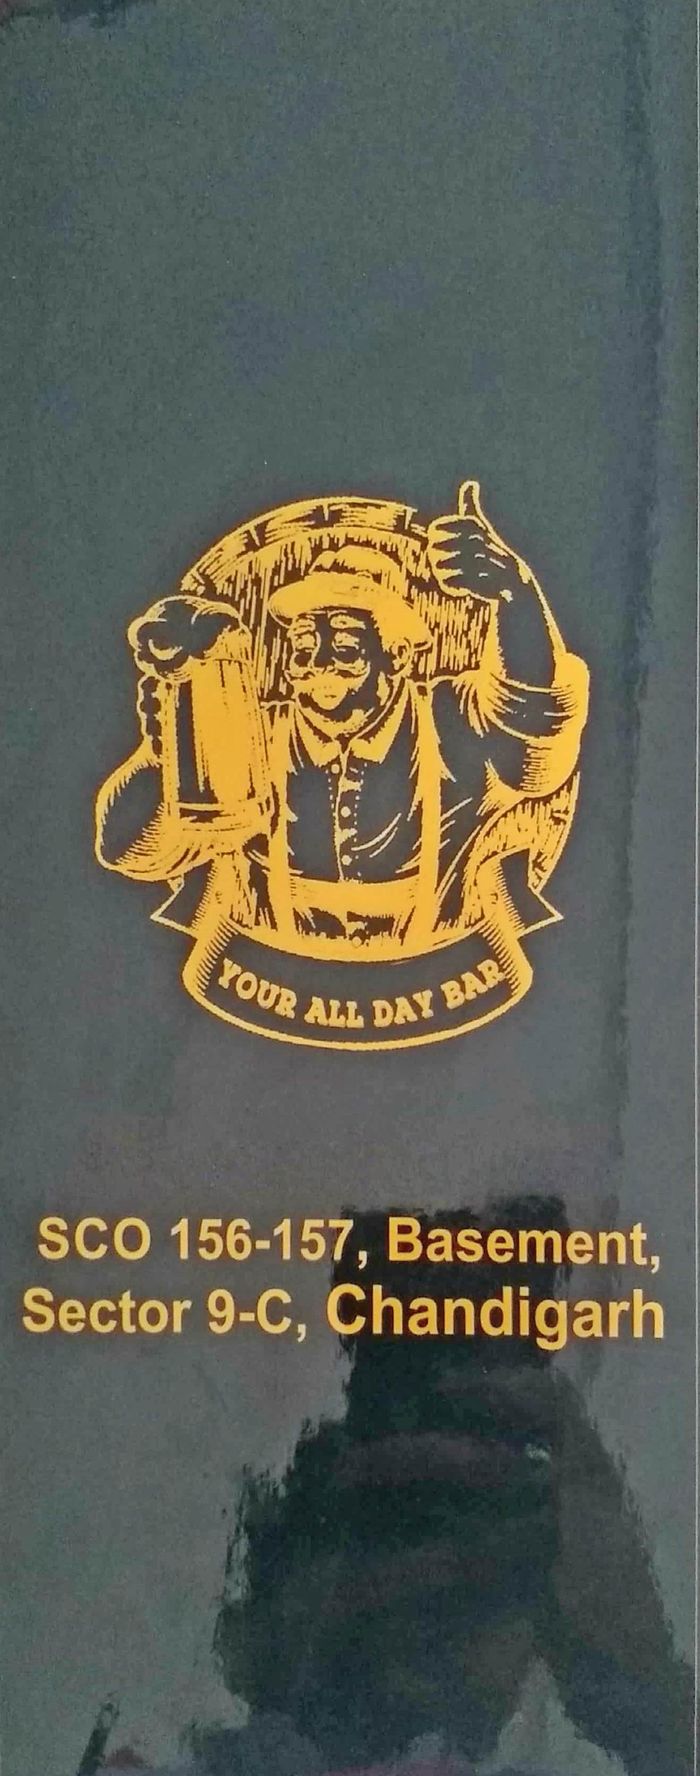 YOUR ALL DAY BAR
SCO 156-157, Basement,
Sector 9-C, Chandigarh